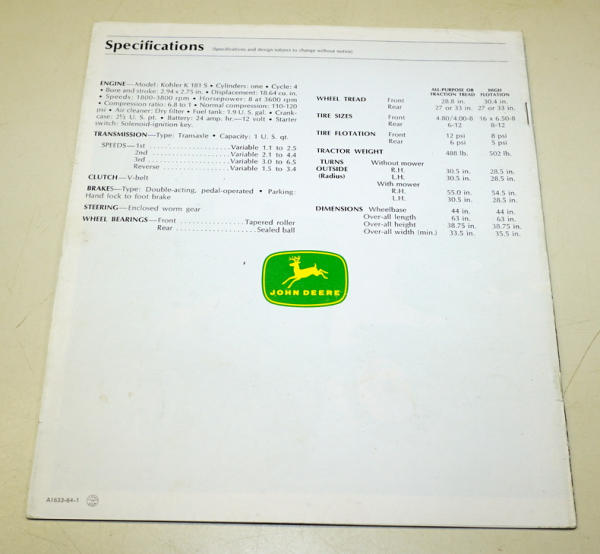 Specifications (Specifications and design subject to change without notice)
ENGINE—Model: Kohler K 181 S • Cylinders: one • Cycle: 4
• Bore and stroke: 2.94 x 2.75 in. • Displacement: 18.64 cu. in.
• Speeds: 1800-3800 rpm • Horsepower: 8 at 3600 rpm
• Compression ratio: 6.8 to 1 • Normal compression: 110-120
psi • Air cleaner: Dry filter • Fuel tank: 1.9 U.S. gal. • Crank-
case: 2½ U.S. pt. • Battery: 24 amp. hr.—12 volt • Starter
switch: Solenoid-ignition key.
TRANSMISSION—Type: Transaxle • Capacity: 1 U. S. qt.
SPEEDS—1st . . . . . . . . . . . . . . . . . . Variable 1.1 to 2.5
2nd . . . . . . . . . . . . . . . . . . Variable 2.1 to 4.4
3rd . . . . . . . . . . . . . . . . . . Variable 3.0 to 6.5
Reverse . . . . . . . . . . . . . . . Variable 1.5 to 3.4
CLUTCH—V-belt
BRAKES—Type: Double-acting, pedal-operated • Parking:
Hand lock to foot brake
STEERING—Enclosed worm gear
WHEEL BEARINGS—Front . . . . . . . . . . . . . . . . Tapered roller
Rear . . . . . . . . . . . . . . . . . . . . Sealed ball
ALL-PURPOSE OR TRACTION TREAD HIGH FLOTATION
WHEEL TREAD Front 28.8 in. 30.4 in.
Rear 27 or 33 in. 27 or 33 in.
TIRE SIZES Front 4.80/4.00-8 16 x 6.50-8
Rear 6-12 8-12
TIRE FLOTATION Front 12 psi 8 psi
Rear 6 psi 5 psi
TRACTOR WEIGHT 488 lb. 502 lb.
TURNS Without mower
OUTSIDE R.H. 30.5 in. 28.5 in.
(Radius) L.H. 30.5 in. 28.5 in.
With mower
R.H. 55.0 in. 54.5 in.
L.H. 30.5 in. 28.5 in.
DIMENSIONS Wheelbase 44 in. 44 in.
Over-all length 63 in. 63 in.
Over-all height 38.75 in. 38.75 in.
Over-all width (min.) 33.5 in. 35.5 in.
JOHN DEERE
A1633-64-1